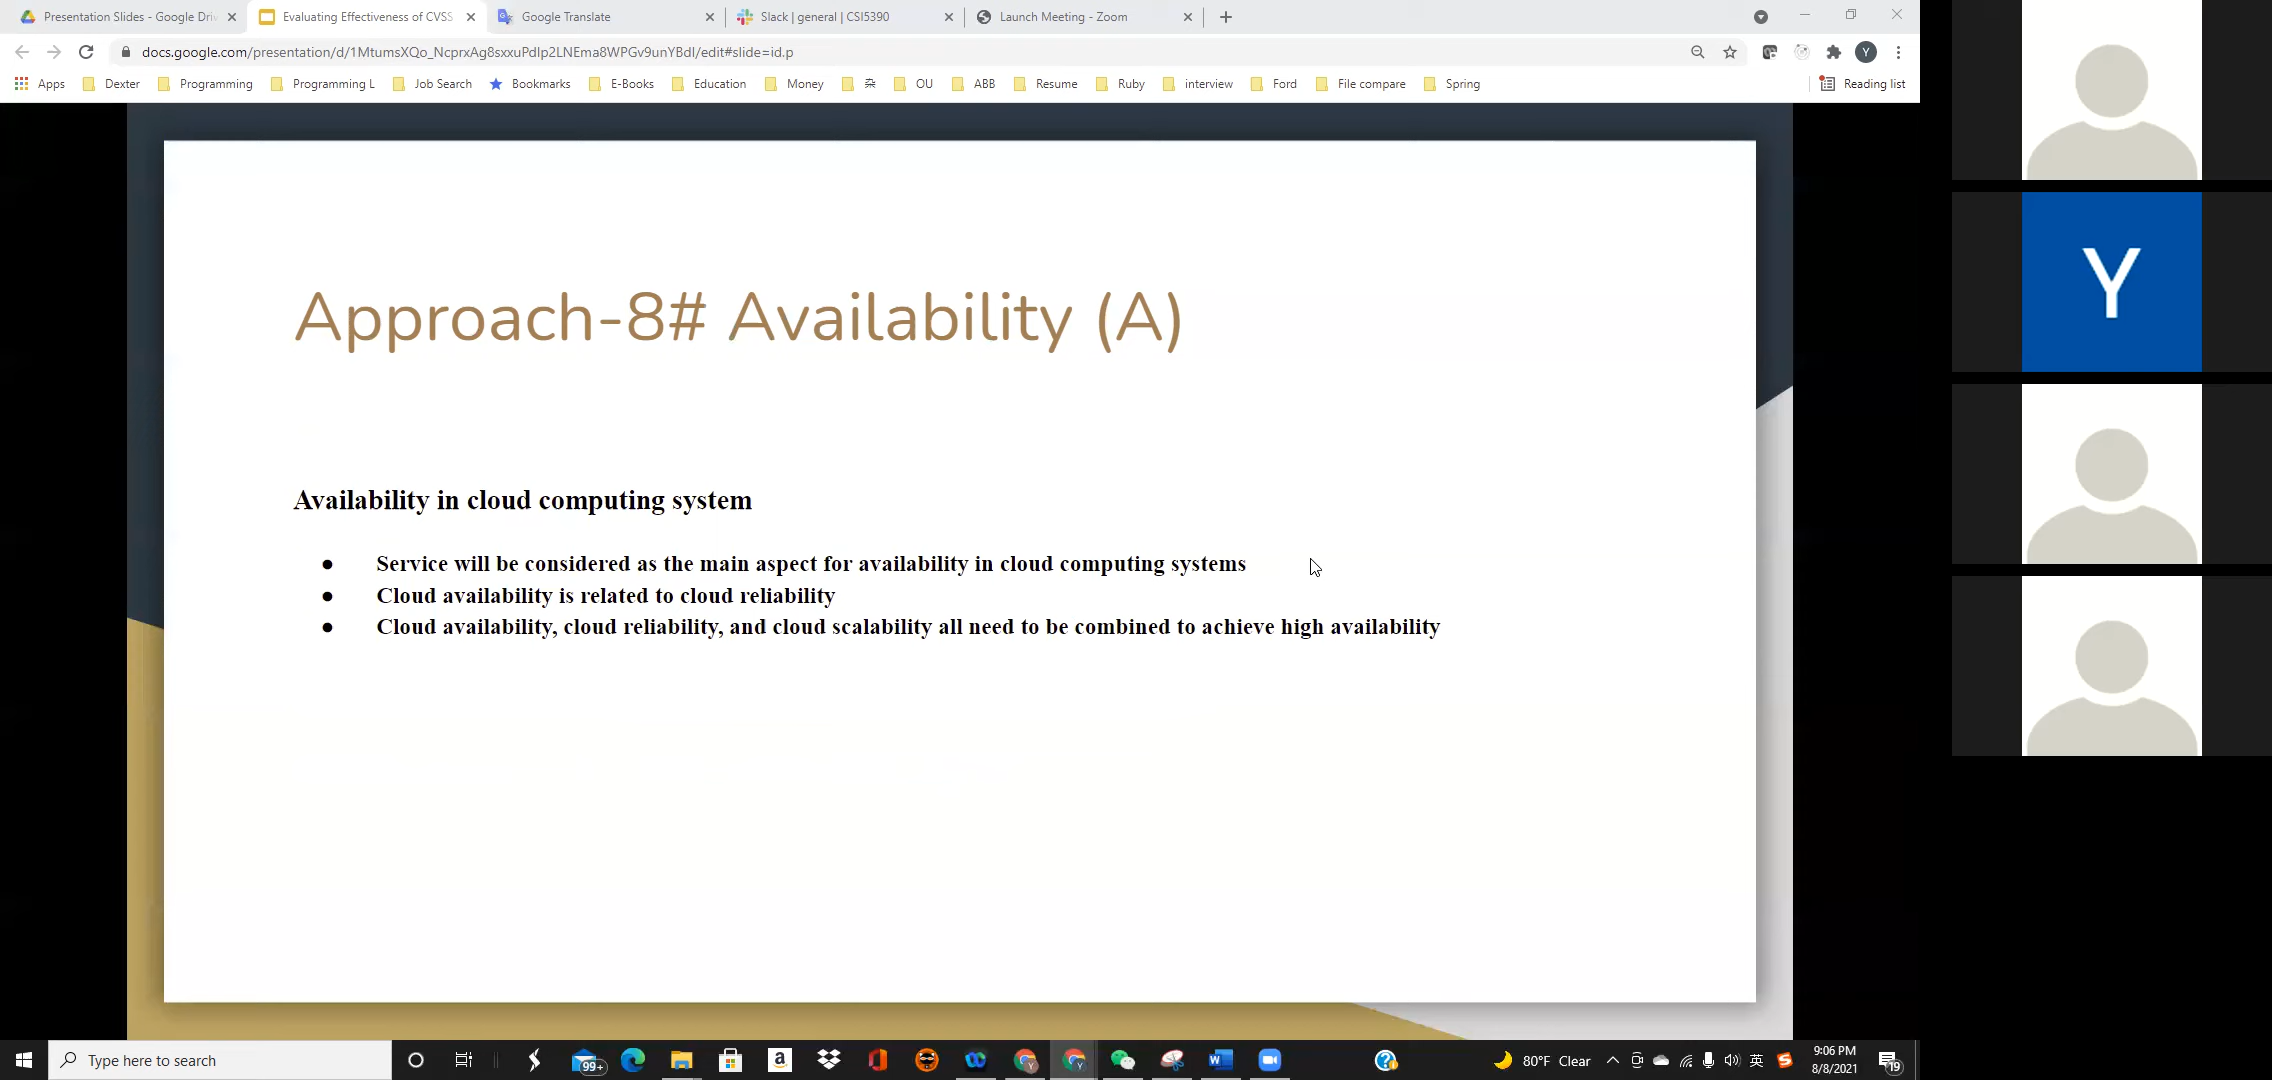 Presentation Slides - Google Driv
Evaluating Effectiveness of CVSS
Google Translate
Slack | general | CSI5390
Launch Meeting - Zoom
docs.google.com/presentation/d/1MtumsXQo_NcprxAg8sxxuPdIp2LNEma8WPGv9unYBdI/edit#slide=id.p
Y
Apps Dexter Programming Programming L Job Search Bookmarks E-Books Education Money 杂 OU ABB Resume Ruby interview Ford File compare Spring Reading list
Y
Approach-8# Availability (A)
Availability in cloud computing system
● Service will be considered as the main aspect for availability in cloud computing systems
● Cloud availability is related to cloud reliability
● Cloud availability, cloud reliability, and cloud scalability all need to be combined to achieve high availability
Type here to search
99+
80°F Clear
英
9:06 PM
8/8/2021
19